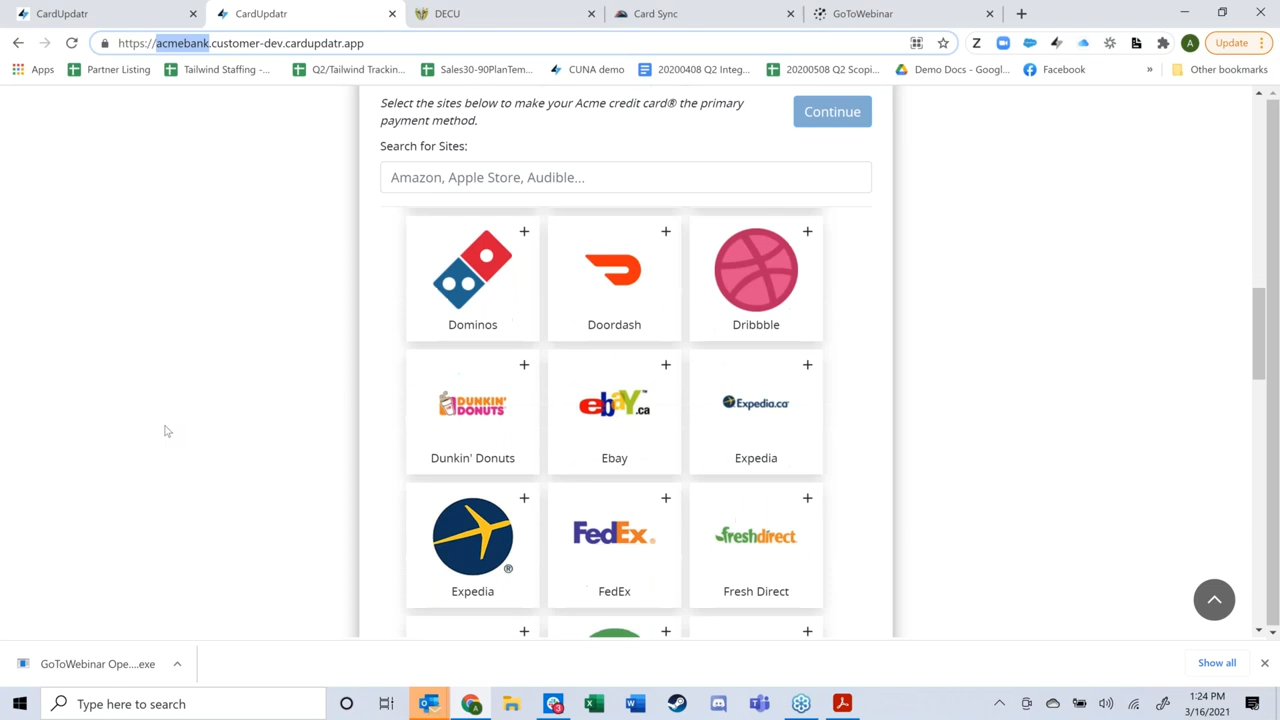 CardUpdatr
CardUpdatr
DECU
Card Sync
GoToWebinar
https://acmebank.customer-dev.cardupdatr.app
Z
A
Update
Apps
Partner Listing
Tailwind Staffing -...
Q2/Tailwind Trackin...
Sales30-90PlanTem...
CUNA demo
20200408 Q2 Integ...
20200508 Q2 Scopi...
Demo Docs - Googl...
Facebook
»
Other bookmarks
Select the sites below to make your Acme credit card® the primary
payment method.
Continue
Search for Sites:
Amazon, Apple Store, Audible...
Dominos
Doordash
Dribbble
DUNKIN'
DONUTS
ebay.ca
Expedia.ca
Dunkin' Donuts
Ebay
Expedia
FedEx
freshdirect
Expedia
FedEx
Fresh Direct
GoToWebinar Ope....exe
Show all
Type here to search
1:24 PM
3/16/2021